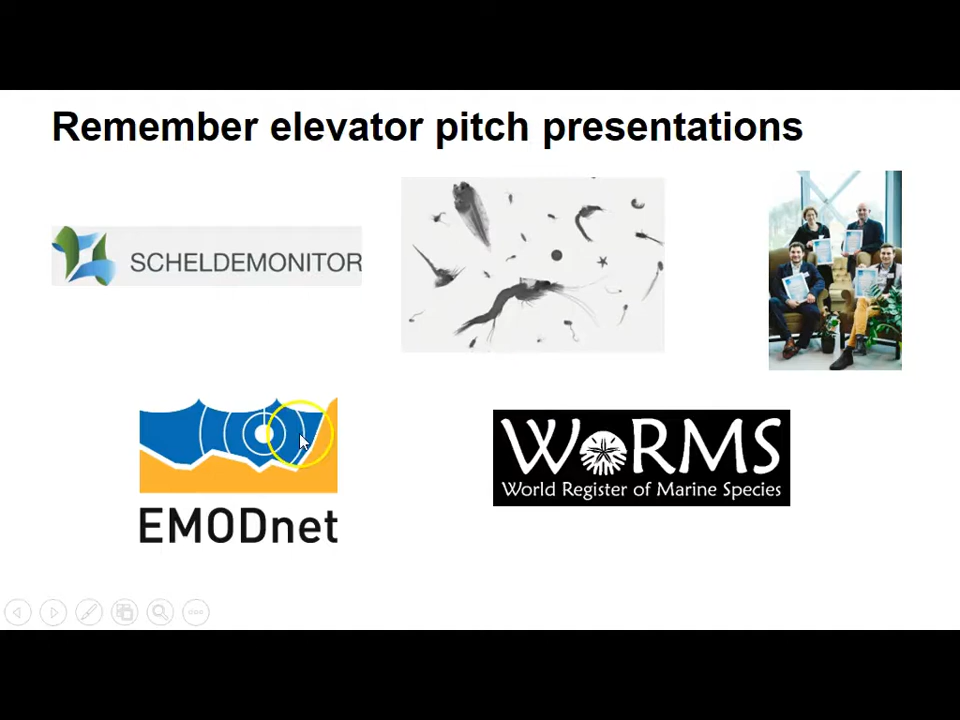 Remember elevator pitch presentations
SCHELDEMONITOR
EMODnet
WoRMS
World Register of Marine Species